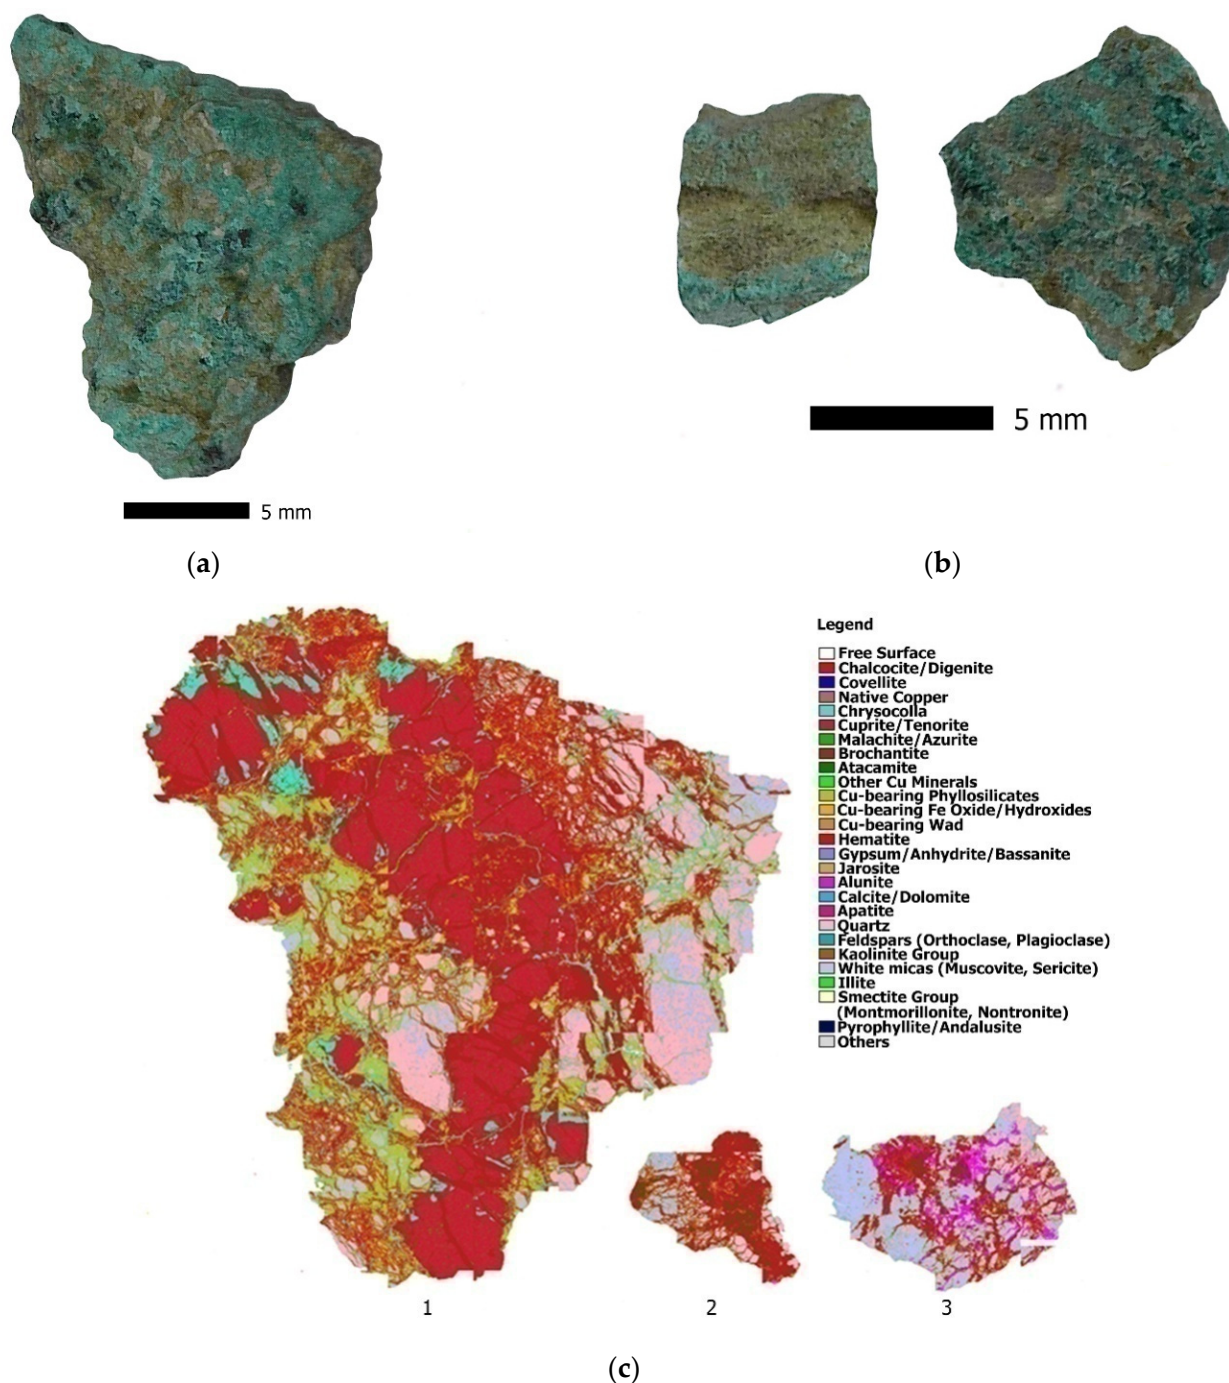 5 mm
5 mm
(a)
(b)
Legend
Free Surface
Chalcocite/Digenite
Covellite
Native Copper
Chrysocolla
Cuprite/Tenorite
Malachite/Azurite
Brochantite
Atacamite
Other Cu Minerals
Cu-bearing Phyllosilicates
Cu-bearing Fe Oxide/Hydroxides
Cu-bearing Wad
Hematite
Gypsum/Anhydrite/Bassanite
Jarosite
Alunite
Calcite/Dolomite
Apatite
Quartz
Feldspars (Orthoclase, Plagioclase)
Kaolinite Group
White micas (Muscovite, Sericite)
Illite
Smectite Group
(Montmorillonite, Nontronite)
Pyrophyllite/Andalusite
Others
1
2
3
(c)